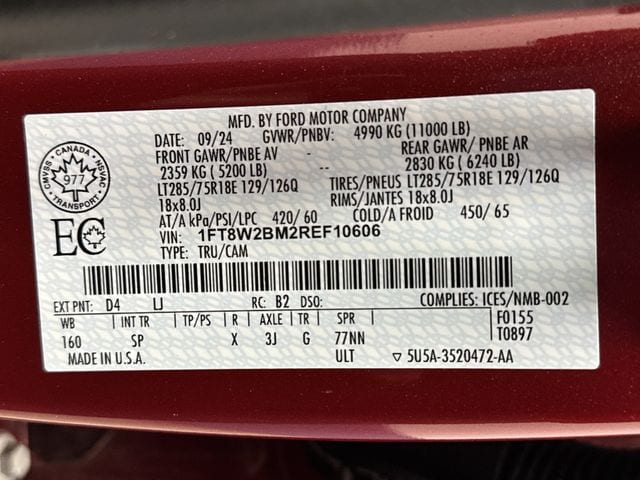 MFD. BY FORD MOTOR COMPANY
DATE: 09/24 GVWR/PNBV: 4990 KG (11000 LB)
FRONT GAWR/PNBE AV - REAR GAWR/ PNBE AR
2359 KG ( 5200 LB) -- 2830 KG ( 6240 LB)
LT285/75R18E 129/126Q TIRES/PNEUS LT285/75R18E 129/126Q
18x8.0J RIMS/JANTES 18x8.0J
AT/A kPa/PSI/LPC 420/ 60 COLD/A FROID 450/ 65
VIN: 1FT8W2BM2REF10606
TYPE: TRU/CAM
CANADA
CMVSS NSVAC
977
TRANSPORT
EC
EXT PNT: D4 LJ RC: B2 DSO: COMPLIES: ICES/NMB-002
WB INT TR TP/PS R AXLE TR SPR F0155
160 SP X 3J G 77NN T0897
MADE IN U.S.A. ULT ▽ 5U5A-3520472-AA